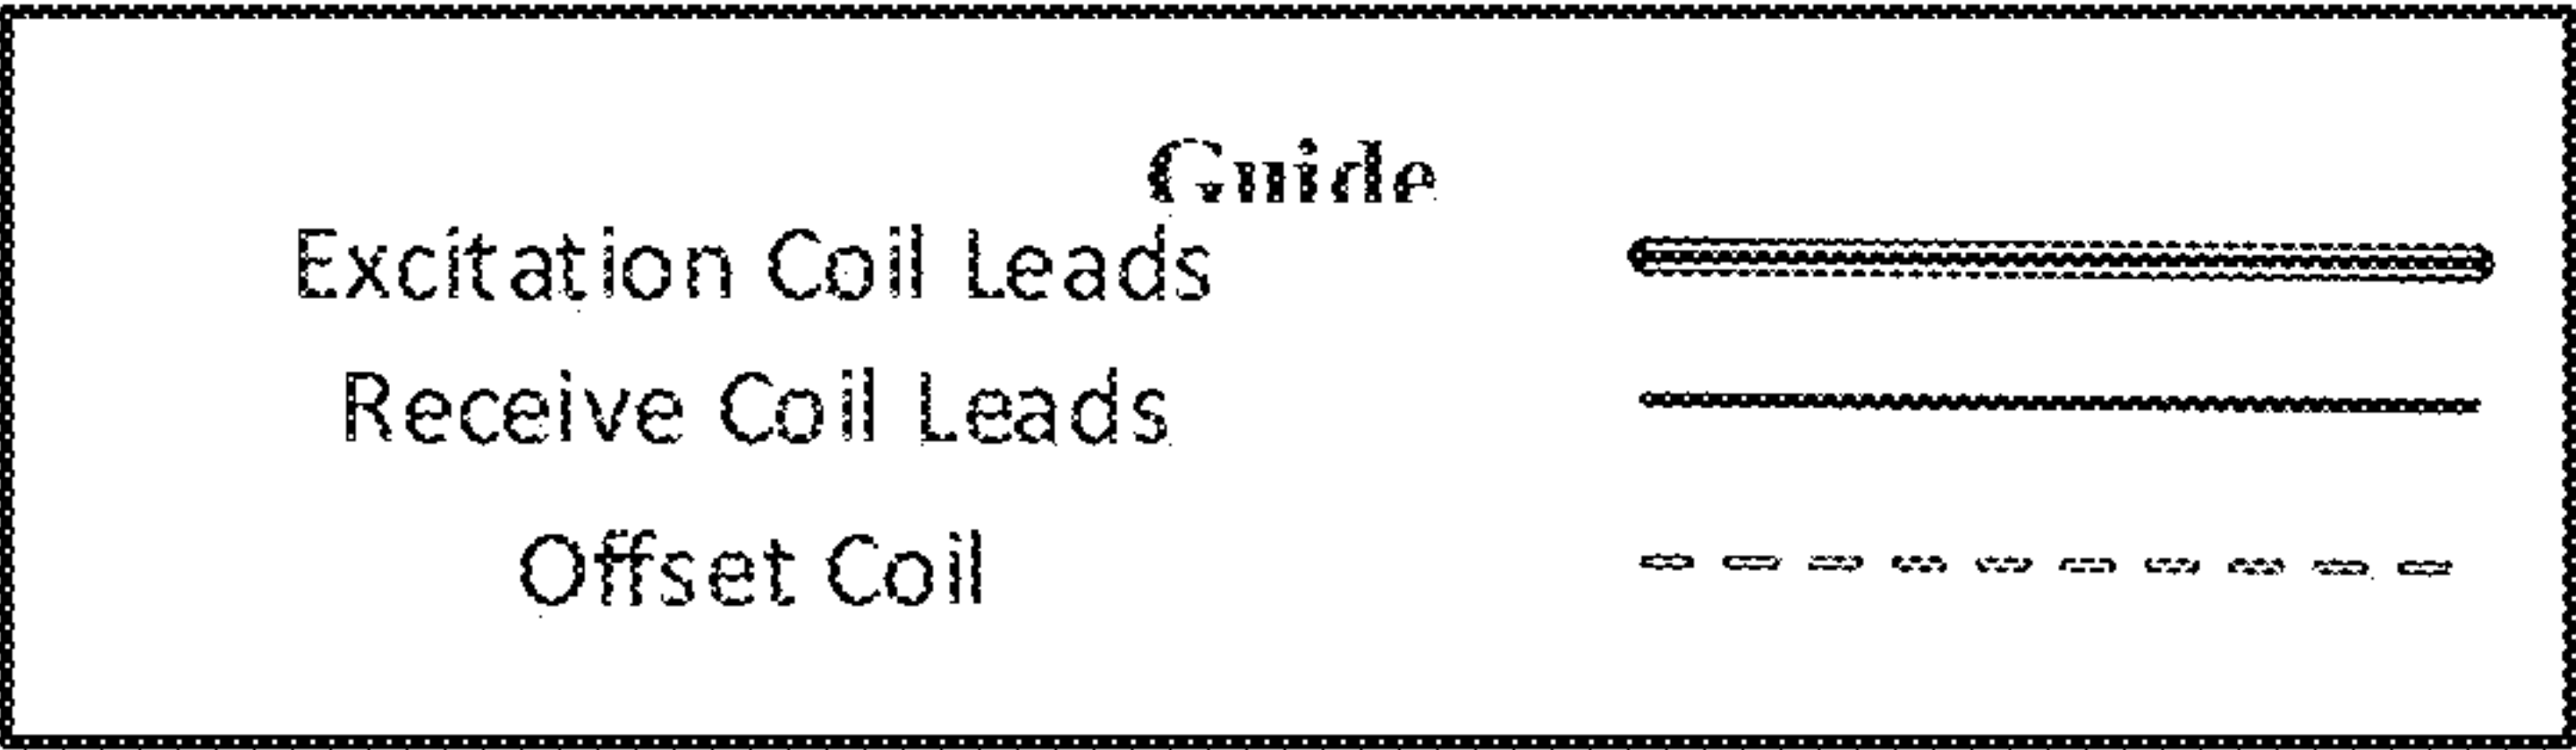 Guide
Excitation Coil Leads
Receive Coil Leads
Offset Coil